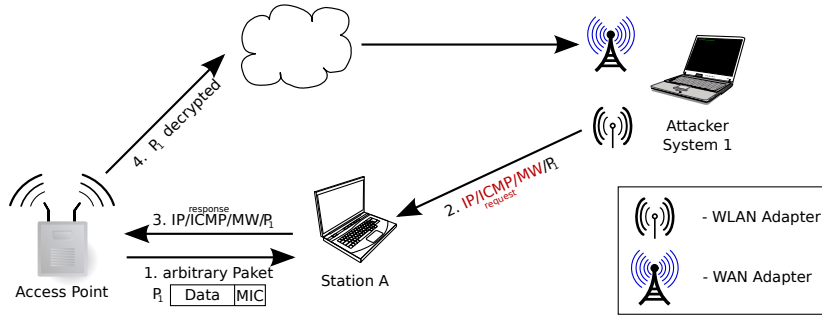 4. P1 decrypted
Attacker
System 1
2. IP/ICMP/MW/P1
request
response
3. IP/ICMP/MW/P1
1. arbitrary Paket
P1 Data MIC
Access Point
Station A
- WLAN Adapter
- WAN Adapter